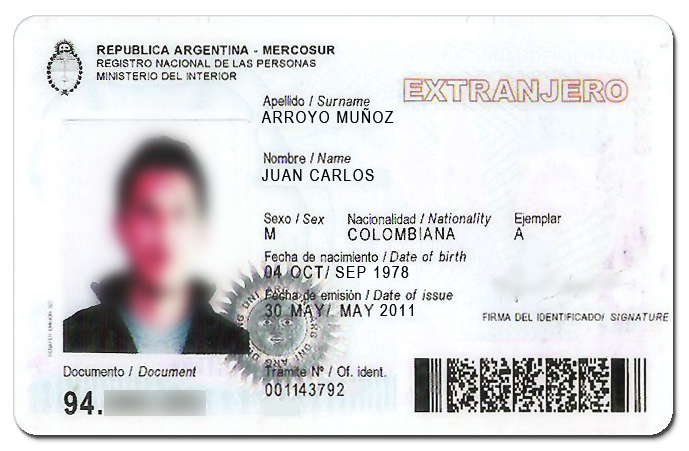 REPUBLICA ARGENTINA - MERCOSUR
REGISTRO NACIONAL DE LAS PERSONAS
MINISTERIO DEL INTERIOR
EXTRANJERO
Apellido / Surname
ARROYO MUÑOZ
Nombre / Name
JUAN CARLOS
Sexo / Sex Nacionalidad / Nationality Ejemplar
M COLOMBIANA A
Fecha de nacimiento / Date of birth
04 OCT/ SEP 1978
Fecha de emisión / Date of issue
30 MAY/ MAY 2011
FIRMA DEL IDENTIFICADO/ SIGNATURE
Documento / Document Trámite Nº / Of. ident.
94. 001143792